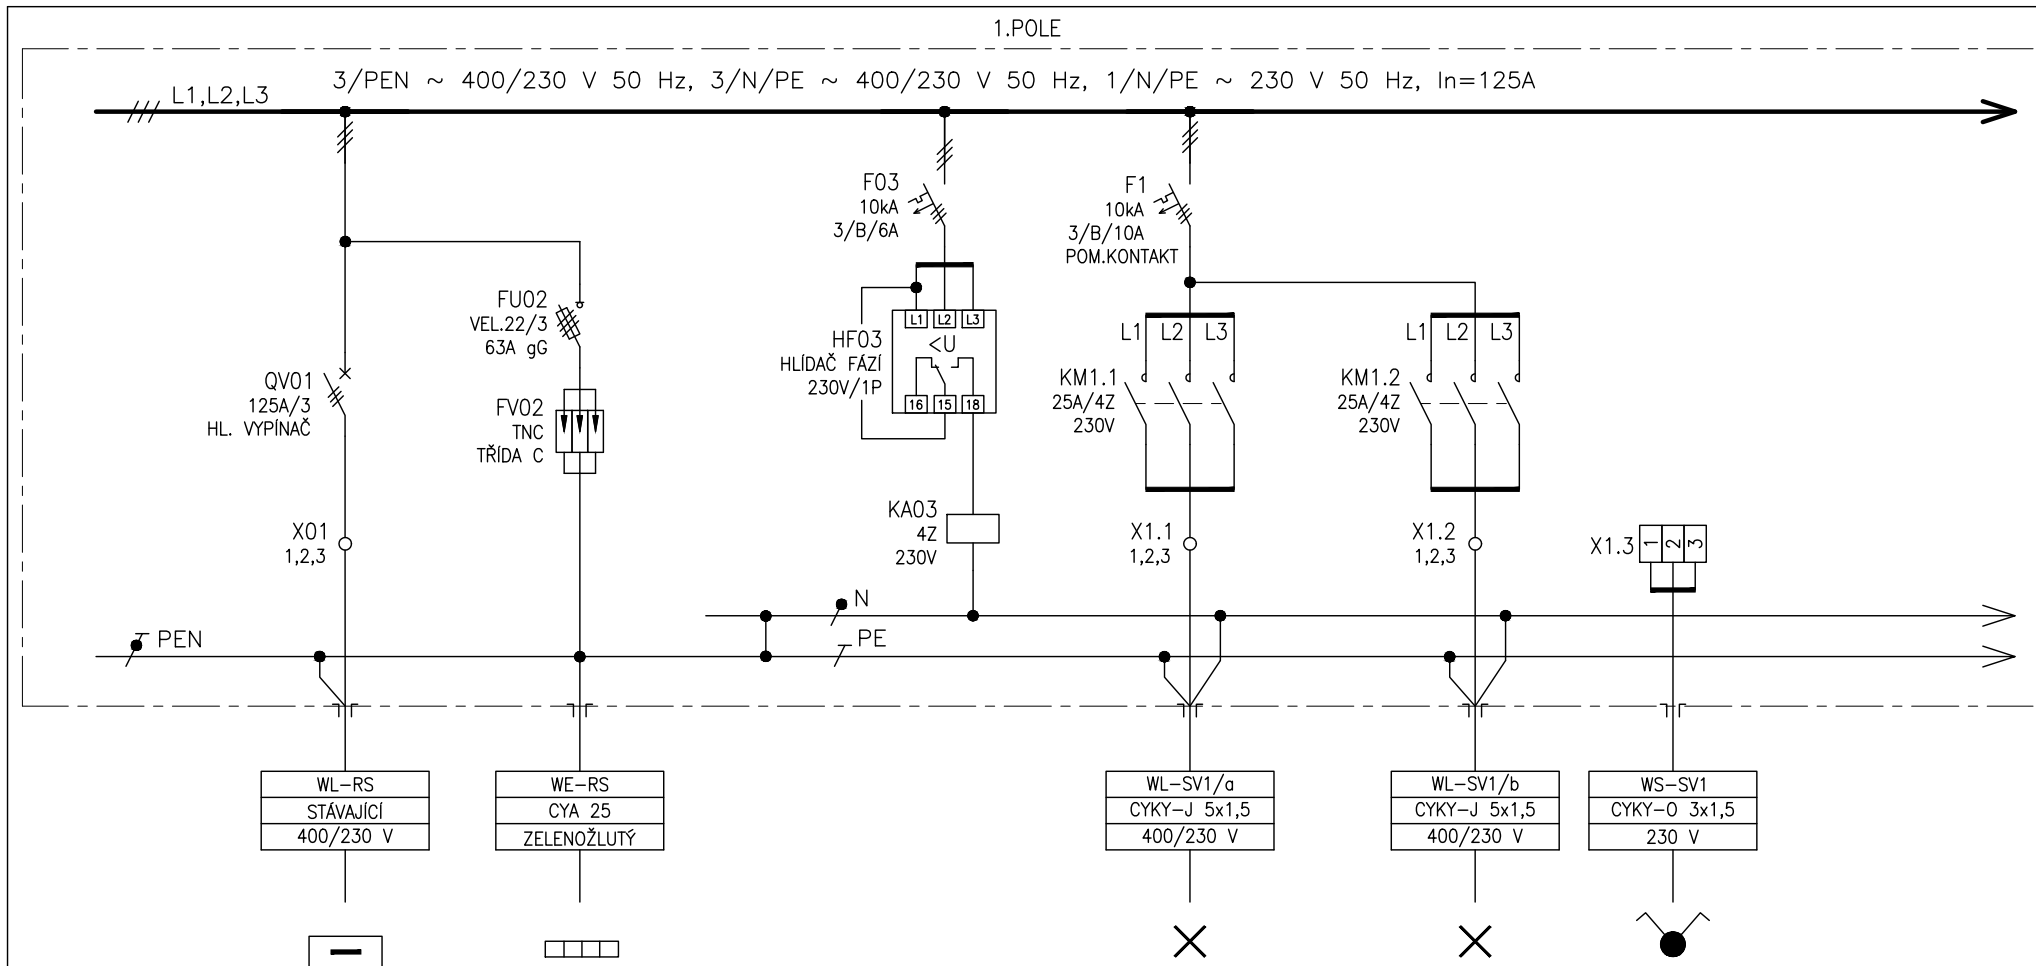 1.POLE
3/PEN ~ 400/230 V 50 Hz, 3/N/PE ~ 400/230 V 50 Hz, 1/N/PE ~ 230 V 50 Hz, In=125A
L1,L2,L3
QV01
125A/3
HL. VYPÍNAČ
X01
1,2,3
FU02
VEL.22/3
63A gG
FV02
TNC
TŘÍDA C
F03
10kA
3/B/6A
L1 L2 L3
<U
HF03
HLÍDAČ FÁZÍ
230V/1P
16 15 18
KA03
4Z
230V
F1
10kA
3/B/10A
POM.KONTAKT
L1 L2 L3
KM1.1
25A/4Z
230V
X1.1
1,2,3
L1 L2 L3
KM1.2
25A/4Z
230V
X1.2
1,2,3
X1.3 1 2 3
N
PEN
PE
WL-RS
STÁVAJÍCÍ
400/230 V
WE-RS
CYA 25
ZELENOŽLUTÝ
WL-SV1/a
CYKY-J 5x1,5
400/230 V
WL-SV1/b
CYKY-J 5x1,5
400/230 V
WS-SV1
CYKY-O 3x1,5
230 V